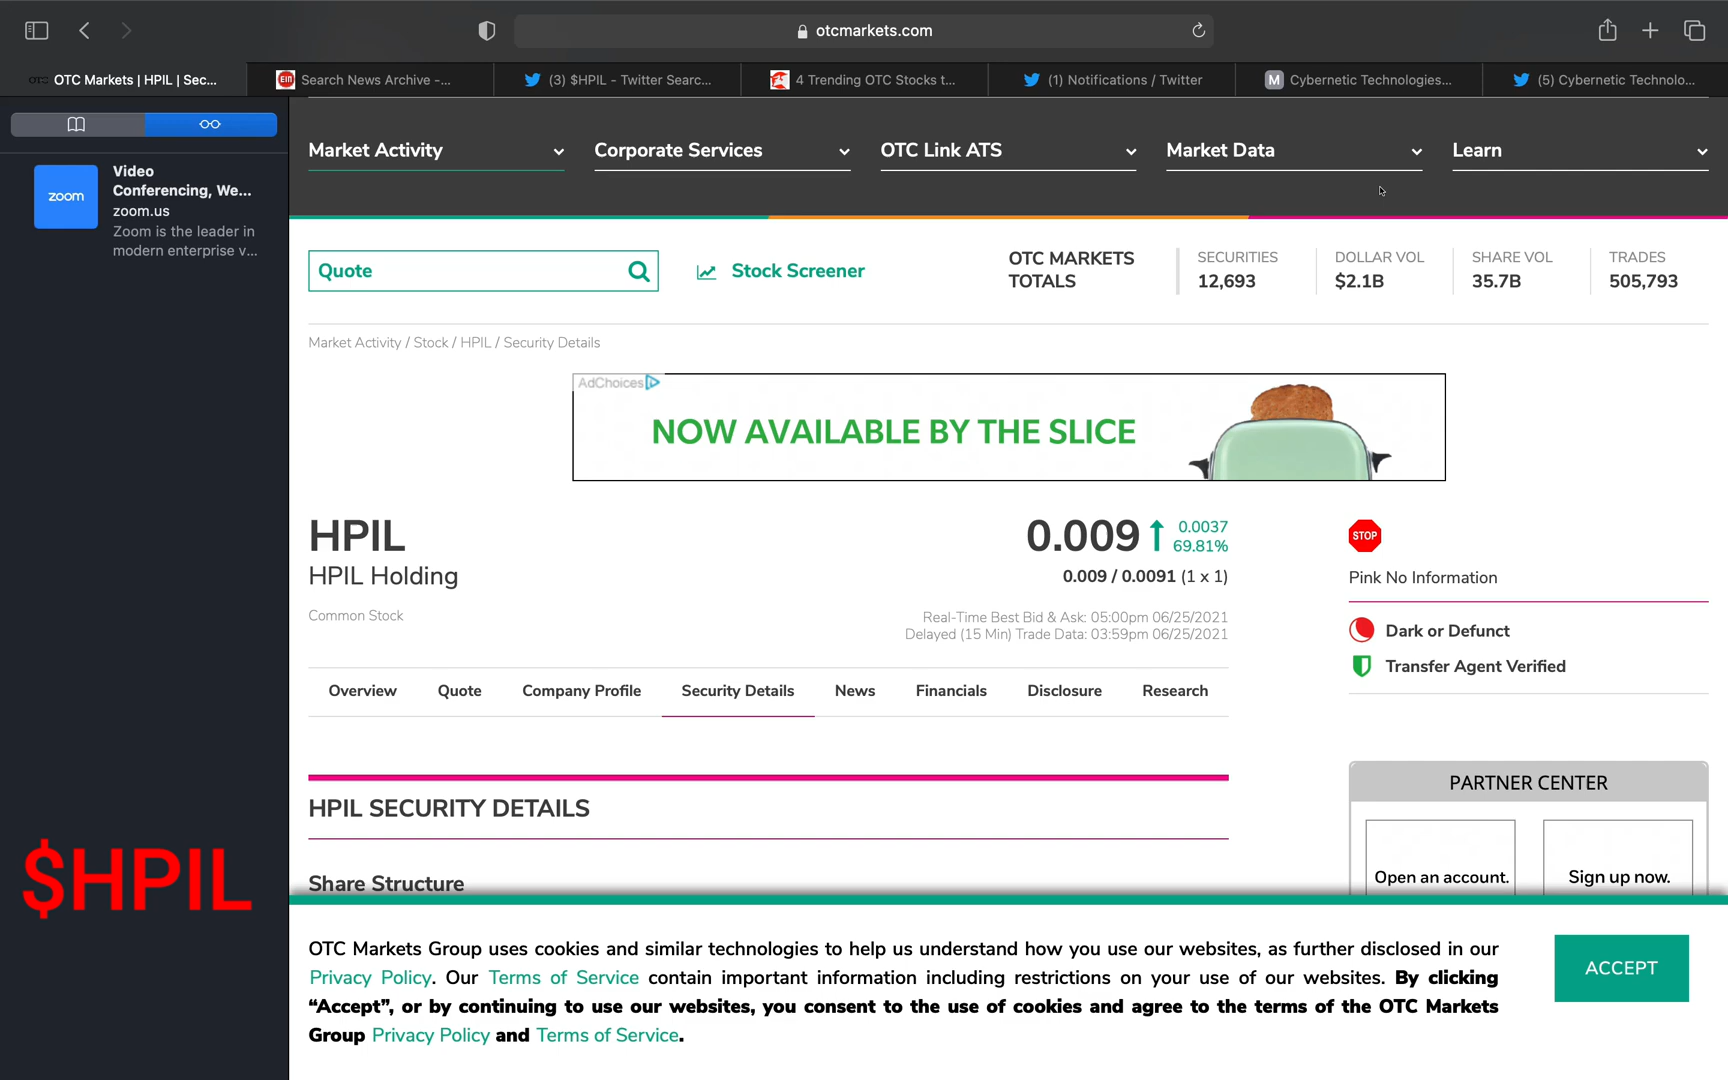 otcmarkets.com
OTC Markets | HPIL | Sec...
EIN
Search News Archive -...
(3) $HPIL - Twitter Searc...
4 Trending OTC Stocks t...
(1) Notifications / Twitter
M
Cybernetic Technologies...
(5) Cybernetic Technolo...
zoom
Video
Conferencing, We...
zoom.us
Zoom is the leader in
modern enterprise v...
$HPIL
Market Activity
Corporate Services
OTC Link ATS
Market Data
Learn
Quote
Stock Screener
OTC MARKETS
TOTALS
SECURITIES
12,693
DOLLAR VOL
$2.1B
SHARE VOL
35.7B
TRADES
505,793
Market Activity / Stock / HPIL / Security Details
AdChoices
NOW AVAILABLE BY THE SLICE
HPIL
HPIL Holding
Common Stock
0.009
0.0037
69.81%
0.009 / 0.0091 (1 x 1)
Real-Time Best Bid & Ask: 05:00pm 06/25/2021
Delayed (15 Min) Trade Data: 03:59pm 06/25/2021
STOP
Pink No Information
Dark or Defunct
Transfer Agent Verified
Overview
Quote
Company Profile
Security Details
News
Financials
Disclosure
Research
HPIL SECURITY DETAILS
Share Structure
PARTNER CENTER
Open an account.
Sign up now.
OTC Markets Group uses cookies and similar technologies to help us understand how you use our websites, as further disclosed in our
Privacy Policy. Our Terms of Service contain important information including restrictions on your use of our websites. By clicking
“Accept”, or by continuing to use our websites, you consent to the use of cookies and agree to the terms of the OTC Markets
Group Privacy Policy and Terms of Service.
ACCEPT